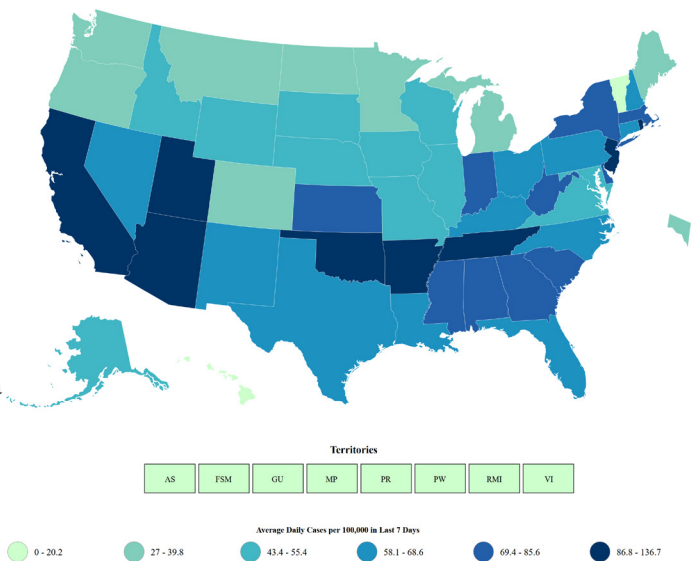 Territories
AS FSM GU MP PR PW RMI VI
Average Daily Cases per 100,000 in Last 7 Days
0 - 20.2 27 - 39.8 43.4 - 55.4 58.1 - 68.6 69.4 - 85.6 86.8 - 136.7